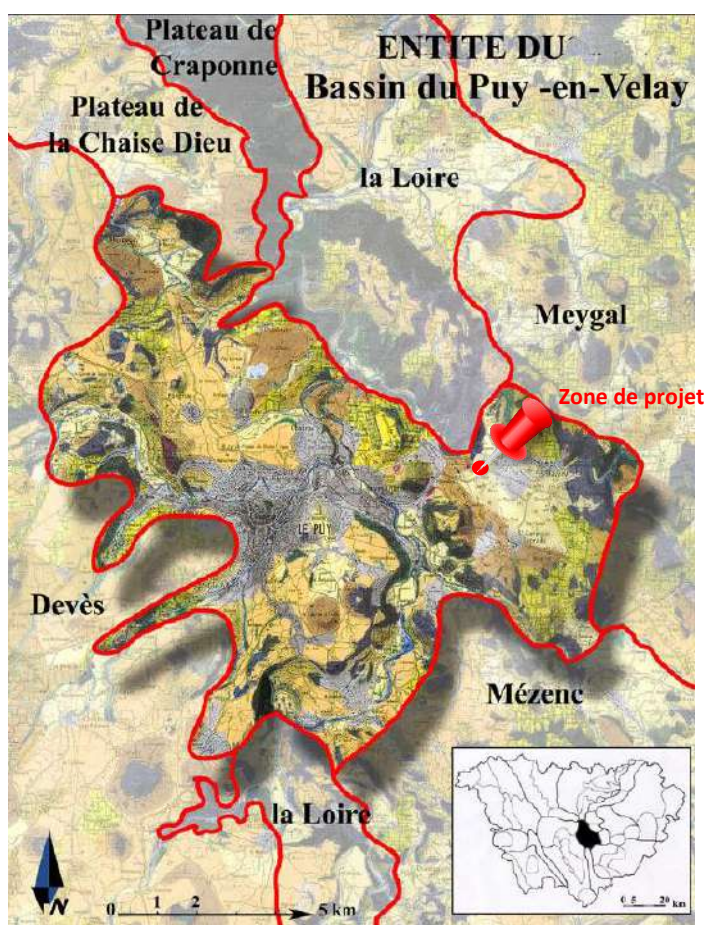 Plateau de
Craponne
ENTITE DU
Bassin du Puy -en-Velay
Plateau de
la Chaise Dieu
la Loire
Meygal
Zone de projet
LE PUY
Devès
Mézenc
la Loire
N
0 1 2 5 km
0 5 20 km